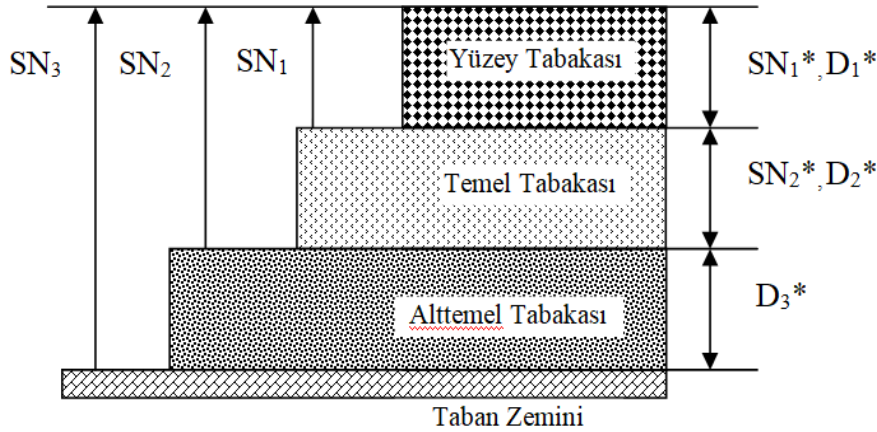 SN₃
SN₂
SN₁
Yüzey Tabakası
SN₁*,D₁*
Temel Tabakası
SN₂*,D₂*
Alttemel Tabakası
D₃*
Taban Zemini